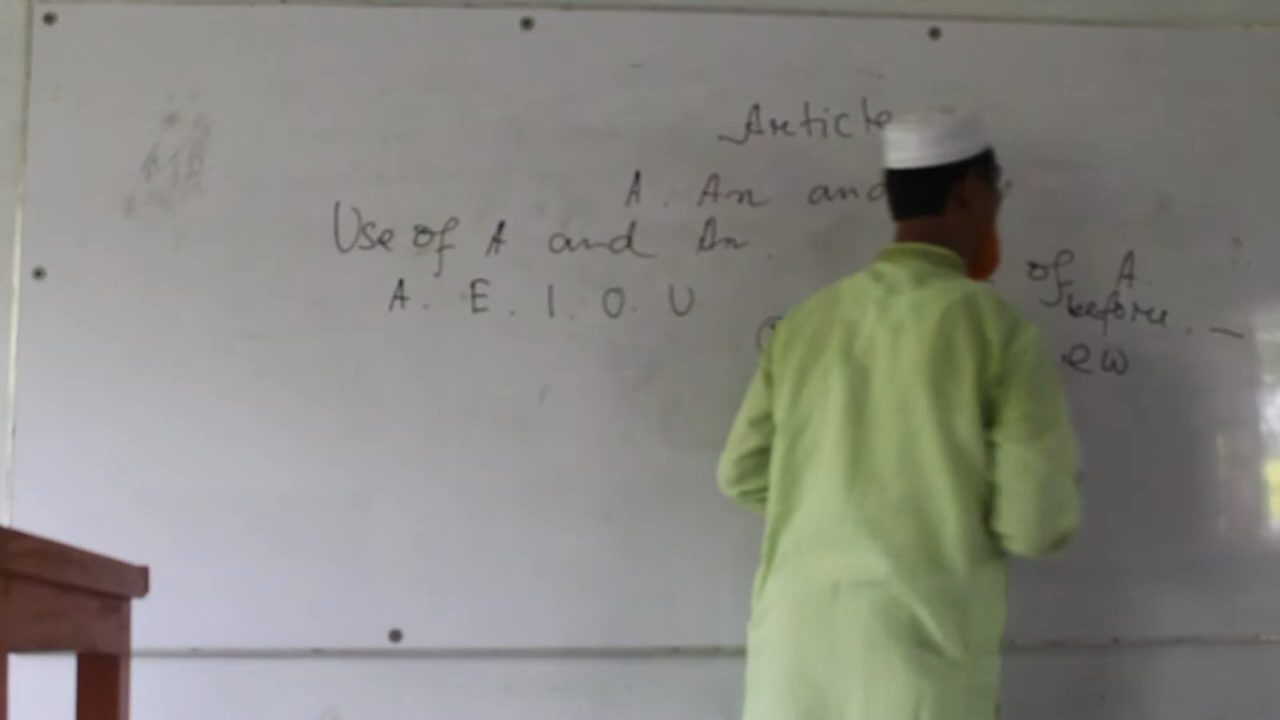 Article
A. An and
Use of A and An.
A. E. I. O. U
of A.
before. —
ew